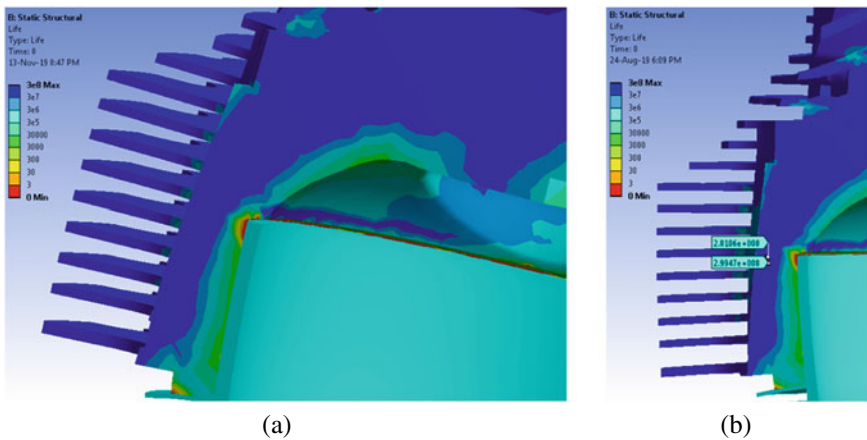 B: Static Structural
Life
Type: Life
Time: 0
13-Nov-19 8:47 PM
3e8 Max
3e7
3e6
3e5
30000
3000
300
30
3
0 Min
(a)
B: Static Structural
Life
Type: Life
Time: 0
24-Aug-19 6:09 PM
3e8 Max
3e7
3e6
3e5
30000
3000
300
30
3
0 Min
2.8186e+008
2.9947e+008
(b)